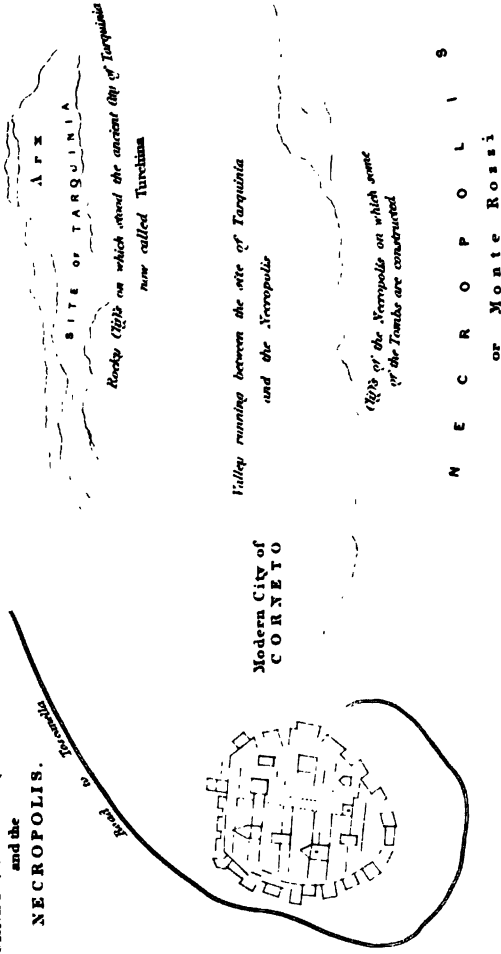 and the
NECROPOLIS.
Road to Toscanella
Modern City of
CORNETO
Arx
SITE OF TARQUINIA
Rocky Cliffs on which stood the ancient City of Tarquinia
now called Turchina
Valley running between the site of Tarquinia
and the Necropolis
Cliffs of the Necropolis on which some
of the Tombs are constructed
NECROPOLIS
or Monte Rozzi